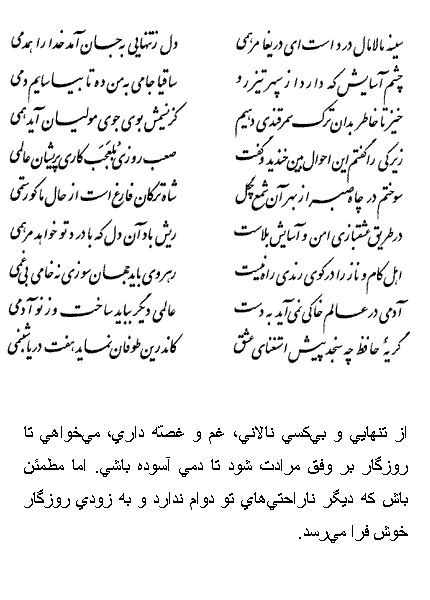 سینه مالامال درد است ای دریغا مرهمی دل ز تنهایی به جان آمد خدا را همدمی
چشم آسایش که دارد از سپهر تیزرو ساقیا جامی به من ده تا بیاسایم دمی
خیز تا خاطر بدان ترک سمرقندی دهیم کز نسیمش بوی جوی مولیان آید همی
زیرکی را گفتم این احوال بین خندید و گفت صعب روزی بلعجب کاری پریشان عالمی
سوختم در چاه صبر از بهر آن شمع چگل شاه ترکان فارغ است از حال ما کو رستمی
در طریق عشقبازی امن و آسایش بلاست ریش باد آن دل که با درد تو خواهد مرهمی
اهل کام و ناز را در کوی رندی راه نیست رهروی باید جهان سوزی نه خامی بی‌غمی
آدمی در عالم خاکی نمی‌آید به دست عالمی دیگر بباید ساخت وز نو آدمی
گریهٔ حافظ چه سنجد پیش استغنای عشق کاندرین طوفان نماید هفت دریا شبنمی
از تنهايي و بي‌كسي نالاني، غم و غصّه داري، مي‌خواهي تا
روزگار بر وفق مرادت شود تا دمي آسوده باشي. اما مطمئن
باش كه ديگر ناراحتي‌هاي تو دوام ندارد و به زودي روزگار
خوش فرا مي‌رسد.